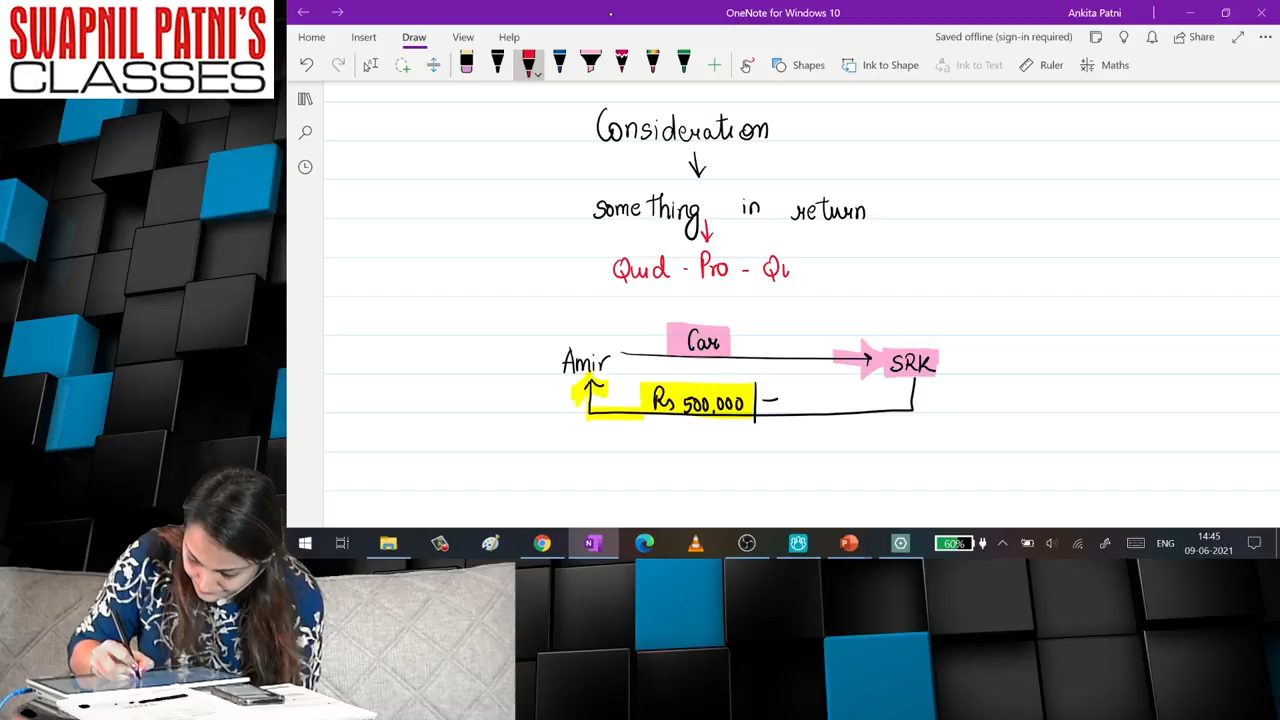 SWAPNIL PATNI'S
CLASSES
OneNote for Windows 10
Ankita Patni
Home Insert Draw View Help
Saved offline (sign-in required)
Share
Shapes
Ink to Shape
Ink to Text
Ruler
Maths
Consideration
something in return
Quid - Pro - Qu
Car
Amir
SRK
Rs 500,000
60%
ENG
14:45
09-06-2021